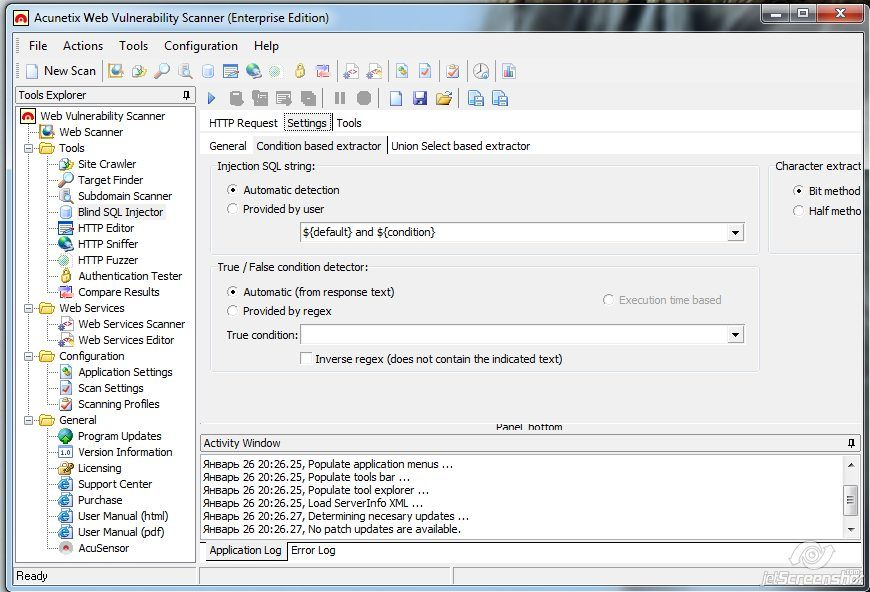 Acunetix Web Vulnerability Scanner (Enterprise Edition)
File Actions Tools Configuration Help
New Scan
Tools Explorer
Web Vulnerability Scanner
Web Scanner
Tools
Site Crawler
Target Finder
Subdomain Scanner
Blind SQL Injector
HTTP Editor
HTTP Sniffer
HTTP Fuzzer
Authentication Tester
Compare Results
Web Services
Web Services Scanner
Web Services Editor
Configuration
Application Settings
Scan Settings
Scanning Profiles
General
Program Updates
1.0 Version Information
Licensing
Support Center
Purchase
User Manual (html)
User Manual (pdf)
AcuSensor
HTTP Request Settings Tools
General Condition based extractor Union Select based extractor
Injection SQL string:
Automatic detection
Provided by user
${default} and ${condition}
Character extract
Bit method
Half metho
True / False condition detector:
Automatic (from response text)
Execution time based
Provided by regex
True condition:
Inverse regex (does not contain the indicated text)
Panel_bottom
Activity Window
Январь 26 20:26.25, Populate application menus ...
Январь 26 20:26.25, Populate tools bar ...
Январь 26 20:26.25, Populate tool explorer ...
Январь 26 20:26.25, Load ServerInfo XML ...
Январь 26 20:26.27, Determining necesary updates ...
Январь 26 20:26.27, No patch updates are available.
Application Log Error Log
Ready